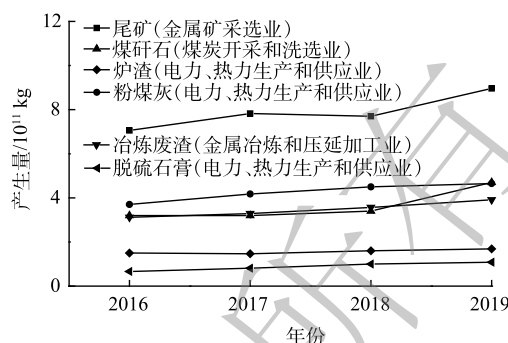 12
尾矿(金属矿采选业)
煤矸石(煤炭开采和洗选业)
炉渣(电力、热力生产和供应业)
粉煤灰(电力、热力生产和供应业)
冶炼废渣(金属冶炼和压延加工业)
脱硫石膏(电力、热力生产和供应业)
8
4
0
产生量/10¹¹ kg
2016 2017 2018 2019
年份
所有